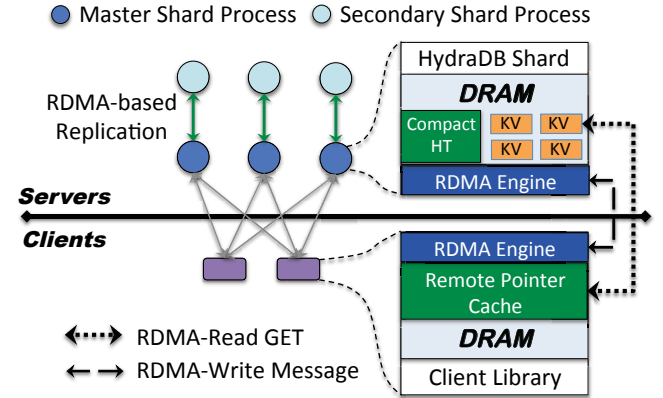 Master Shard Process
Secondary Shard Process
RDMA-based
Replication
HydraDB Shard
DRAM
Compact
HT
KV
KV
KV
KV
RDMA Engine
Servers
Clients
RDMA Engine
Remote Pointer
Cache
DRAM
Client Library
RDMA-Read GET
RDMA-Write Message